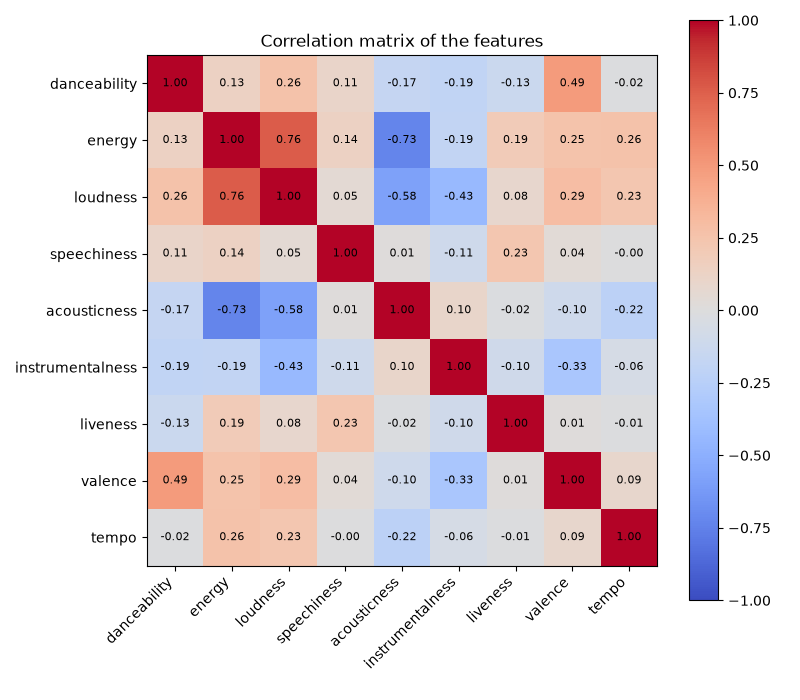 Correlation matrix of the features
danceability 1.00 0.13 0.26 0.11 -0.17 -0.19 -0.13 0.49 -0.02
energy 0.13 1.00 0.76 0.14 -0.73 -0.19 0.19 0.25 0.26
loudness 0.26 0.76 1.00 0.05 -0.58 -0.43 0.08 0.29 0.23
speechiness 0.11 0.14 0.05 1.00 0.01 -0.11 0.23 0.04 -0.00
acousticness -0.17 -0.73 -0.58 0.01 1.00 0.10 -0.02 -0.10 -0.22
instrumentalness -0.19 -0.19 -0.43 -0.11 0.10 1.00 -0.10 -0.33 -0.06
liveness -0.13 0.19 0.08 0.23 -0.02 -0.10 1.00 0.01 -0.01
valence 0.49 0.25 0.29 0.04 -0.10 -0.33 0.01 1.00 0.09
tempo -0.02 0.26 0.23 -0.00 -0.22 -0.06 -0.01 0.09 1.00
danceability energy loudness speechiness acousticness instrumentalness liveness valence tempo
1.00
0.75
0.50
0.25
0.00
−0.25
−0.50
−0.75
−1.00